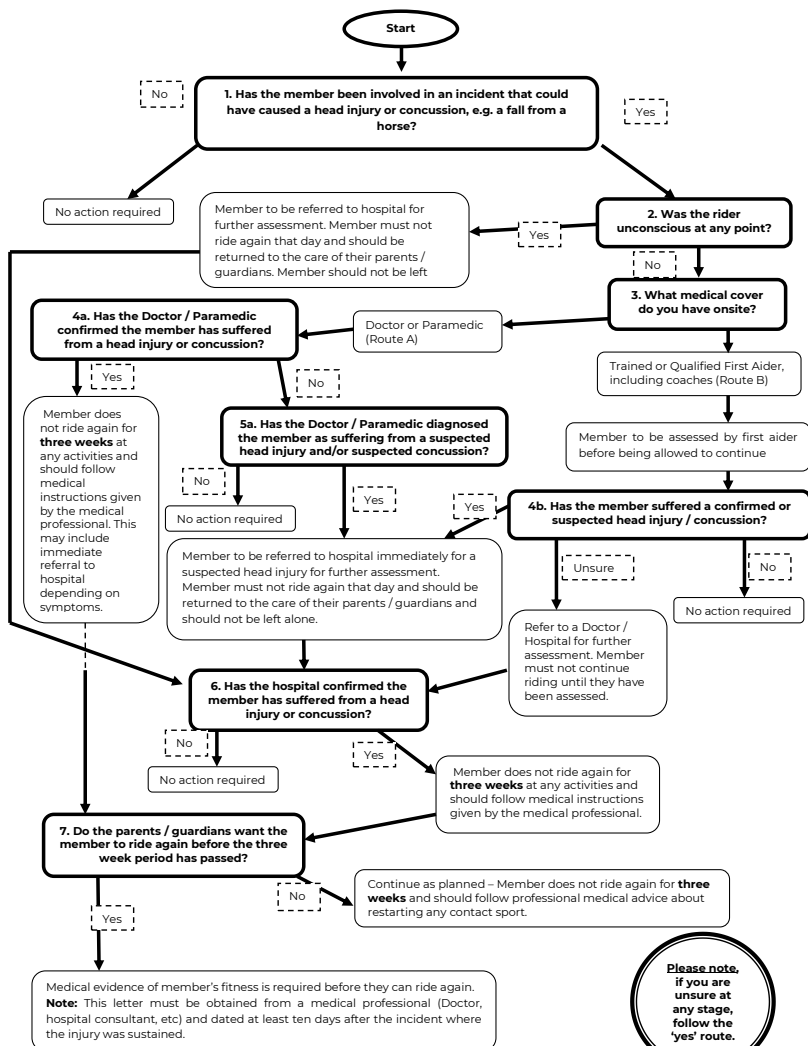 Start
No
1. Has the member been involved in an incident that could
have caused a head injury or concussion, e.g. a fall from a
horse?
Yes
No action required
Member to be referred to hospital for
further assessment. Member must not
ride again that day and should be
returned to the care of their parents /
guardians. Member should not be left
Yes
2. Was the rider
unconscious at any point?
No
3. What medical cover
do you have onsite?
4a. Has the Doctor / Paramedic
confirmed the member has suffered
from a head injury or concussion?
Doctor or Paramedic
(Route A)
Trained or Qualified First Aider,
including coaches (Route B)
Yes
No
Member does
not ride again for
three weeks at
any activities and
should follow
medical
instructions given
by the medical
professional. This
may include
immediate
referral to
hospital
depending on
symptoms.
5a. Has the Doctor / Paramedic diagnosed
the member as suffering from a suspected
head injury and/or suspected concussion?
Member to be assessed by first aider
before being allowed to continue
No
Yes
No action required
Yes
4b. Has the member suffered a confirmed or
suspected head injury / concussion?
Unsure
No
Member to be referred to hospital immediately for a
suspected head injury for further assessment.
Member must not ride again that day and should be
returned to the care of their parents / guardians and
should not be left alone.
No action required
Refer to a Doctor /
Hospital for further
assessment. Member
must not continue
riding until they have
been assessed.
6. Has the hospital confirmed the
member has suffered from a head
injury or concussion?
No
Yes
No action required
Member does not ride again for
three weeks at any activities and
should follow medical instructions
given by the medical professional.
7. Do the parents / guardians want the
member to ride again before the three
week period has passed?
Yes
No
Continue as planned – Member does not ride again for three
weeks and should follow professional medical advice about
restarting any contact sport.
Medical evidence of member's fitness is required before they can ride again.
Note: This letter must be obtained from a medical professional (Doctor,
hospital consultant, etc) and dated at least ten days after the incident where
the injury was sustained.
Please note,
if you are
unsure at
any stage,
follow the
'yes' route.